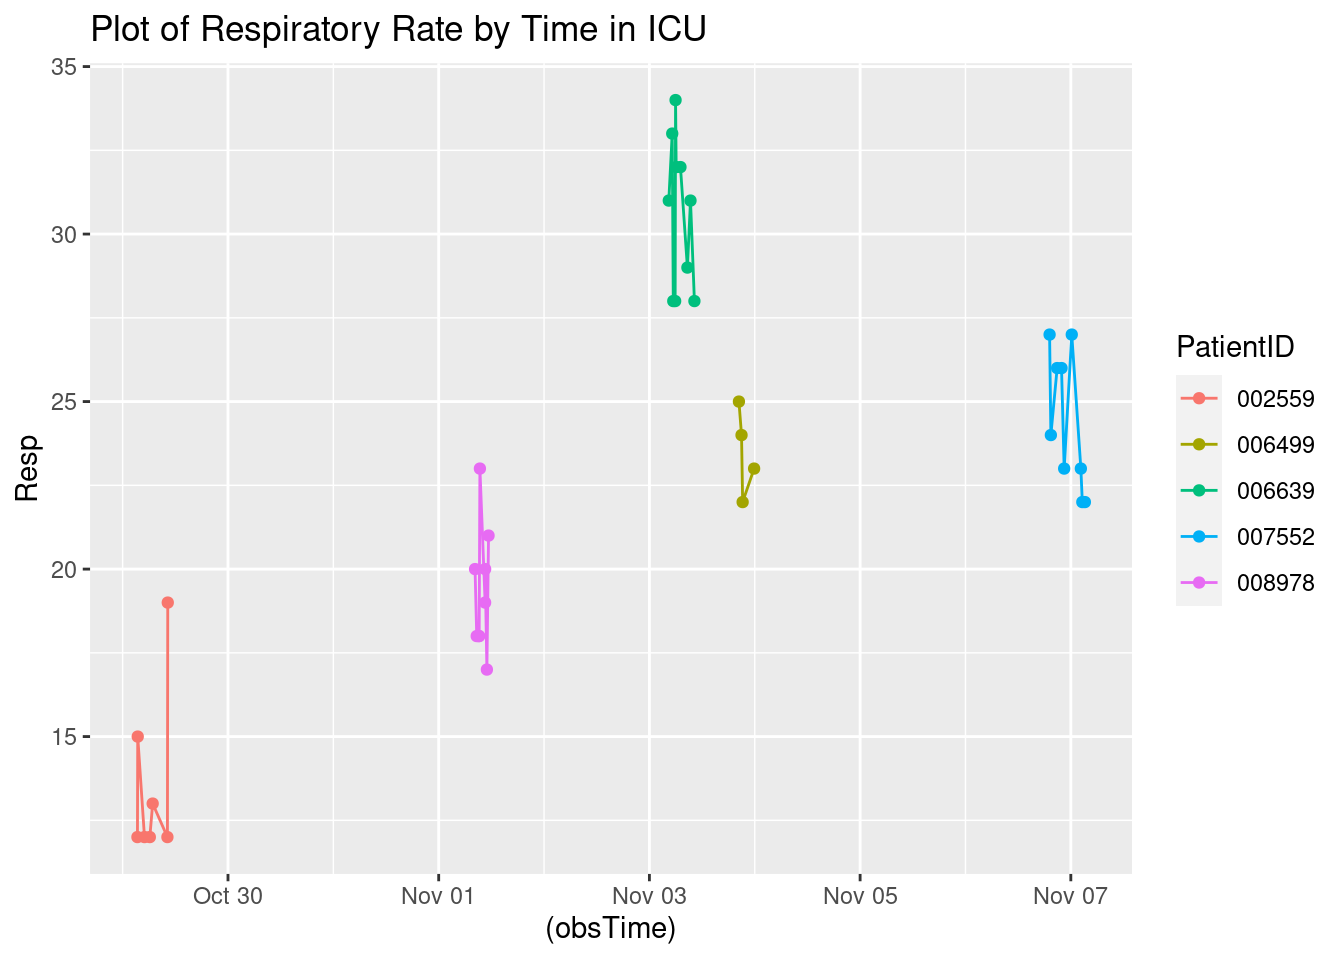 Plot of Respiratory Rate by Time in ICU
35
30
25
20
15
Resp
Oct 30
Nov 01
Nov 03
Nov 05
Nov 07
(obsTime)
PatientID
002559
006499
006639
007552
008978